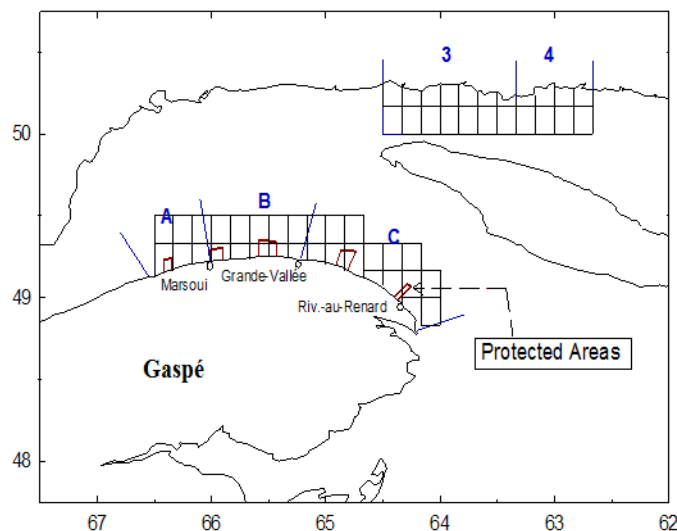 3 4
50
A B
C
Marsoui Grande-Vallée
49
Riv.-au-Renard
Protected Areas
Gaspé
48
67 66 65 64 63 62